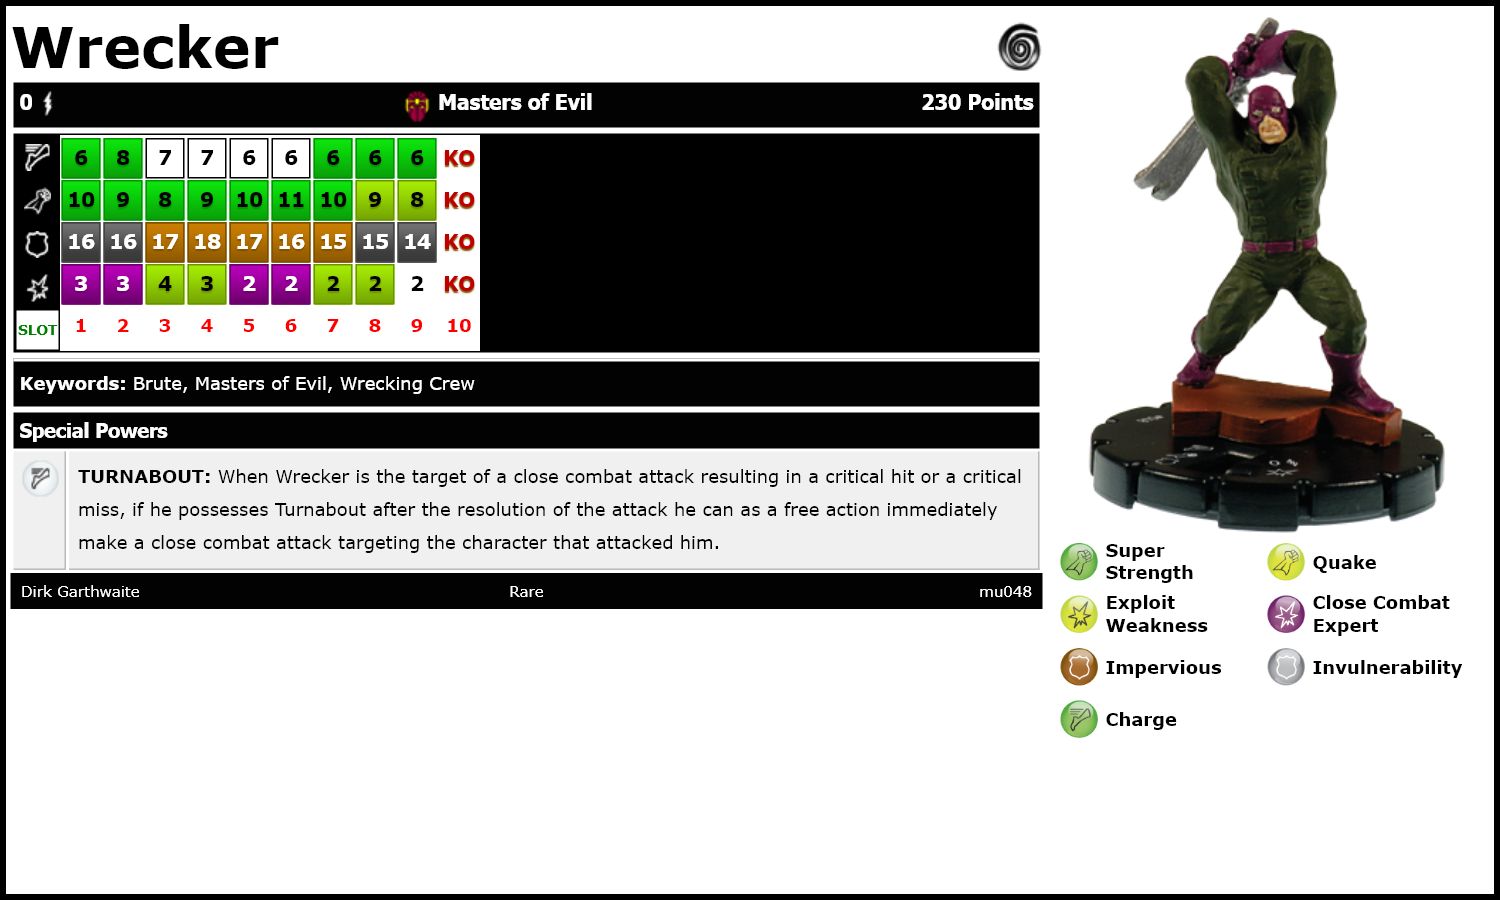 Wrecker
0 Masters of Evil 230 Points
6 8 7 7 6 6 6 6 6 KO
10 9 8 9 10 11 10 9 8 KO
16 16 17 18 17 16 15 15 14 KO
3 3 4 3 2 2 2 2 2 KO
SLOT 1 2 3 4 5 6 7 8 9 10
Keywords: Brute, Masters of Evil, Wrecking Crew
Special Powers
TURNABOUT: When Wrecker is the target of a close combat attack resulting in a critical hit or a critical
miss, if he possesses Turnabout after the resolution of the attack he can as a free action immediately
make a close combat attack targeting the character that attacked him.
Dirk Garthwaite Rare mu048
Super
Strength
Quake
Exploit
Weakness
Close Combat
Expert
Impervious
Invulnerability
Charge